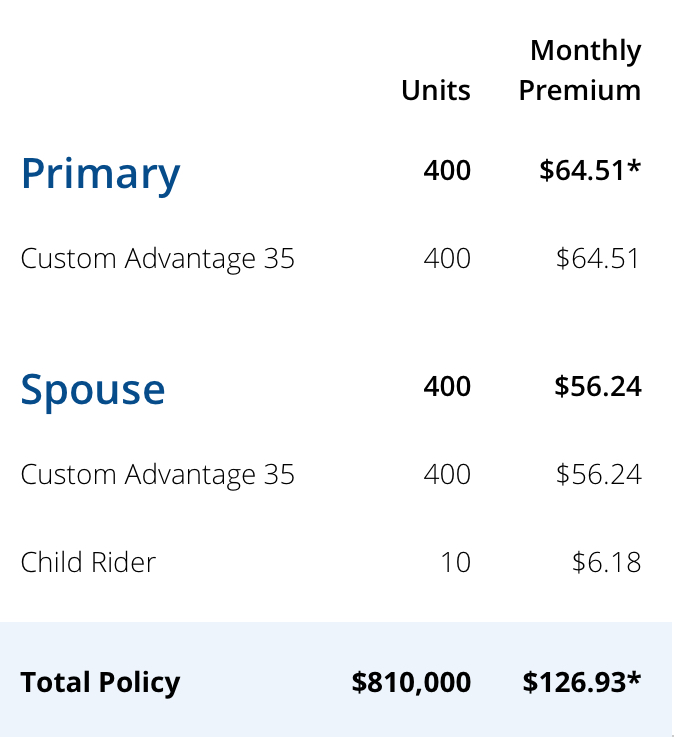 Monthly
Units Premium
Primary 400 $64.51*
Custom Advantage 35 400 $64.51
Spouse 400 $56.24
Custom Advantage 35 400 $56.24
Child Rider 10 $6.18
Total Policy $810,000 $126.93*